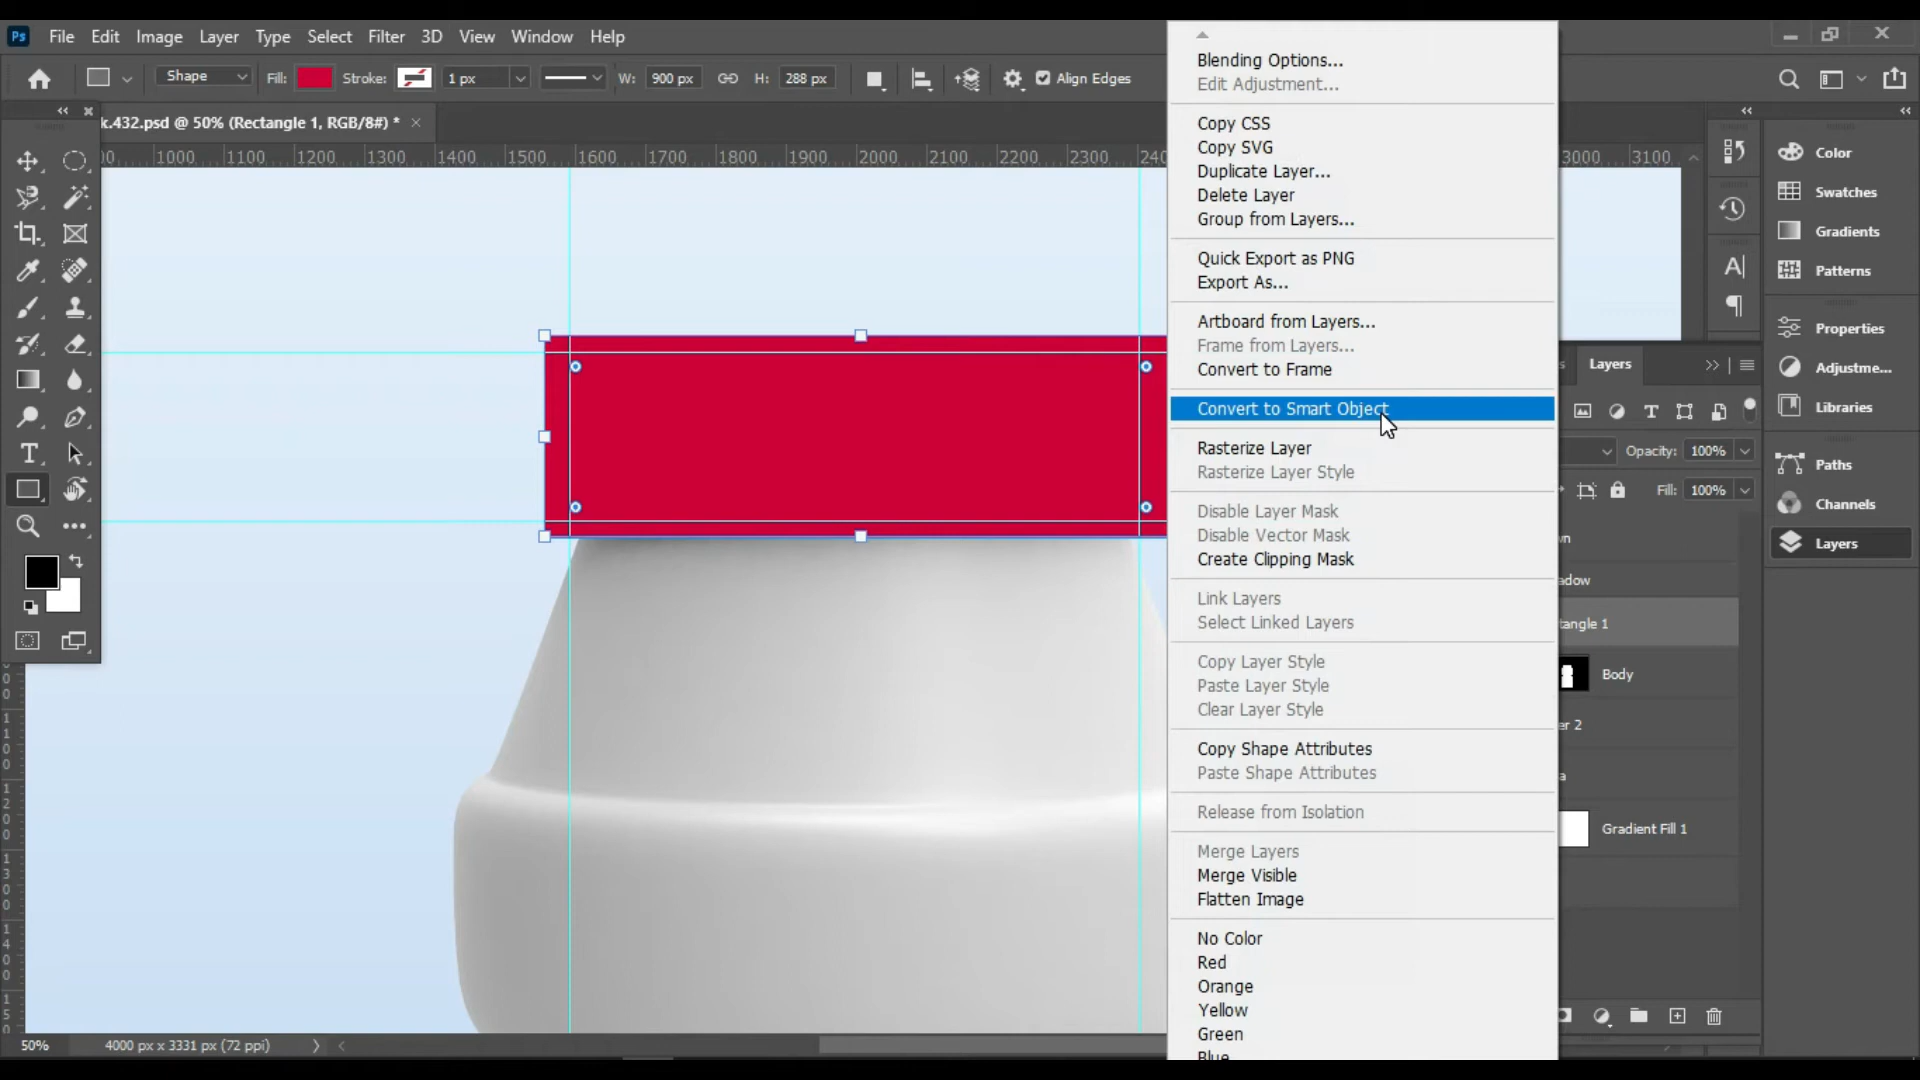 Ps File Edit Image Layer Type Select Filter 3D View Window Help
Shape Fill: Stroke: 1 px W: 900 px H: 288 px Align Edges
k.432.psd @ 50% (Rectangle 1, RGB/8#) * ×
1000 1100 1200 1300 1400 1500 1600 1700 1800 1900 2000 2100 2200 2300 240 3000 3100
Blending Options...
Edit Adjustment...
Copy CSS
Copy SVG
Duplicate Layer...
Delete Layer
Group from Layers...
Quick Export as PNG
Export As...
Artboard from Layers...
Frame from Layers...
Convert to Frame
Convert to Smart Object
Rasterize Layer
Rasterize Layer Style
Disable Layer Mask
Disable Vector Mask
Create Clipping Mask
Link Layers
Select Linked Layers
Copy Layer Style
Paste Layer Style
Clear Layer Style
Copy Shape Attributes
Paste Shape Attributes
Release from Isolation
Merge Layers
Merge Visible
Flatten Image
No Color
Red
Orange
Yellow
Green
Blue
Layers
Opacity: 100%
Fill: 100%
wn
adow
tangle 1
Body
er 2
a
Gradient Fill 1
Color
Swatches
Gradients
Patterns
Properties
Adjustme...
Libraries
Paths
Channels
Layers
50% 4000 px x 3331 px (72 ppi)